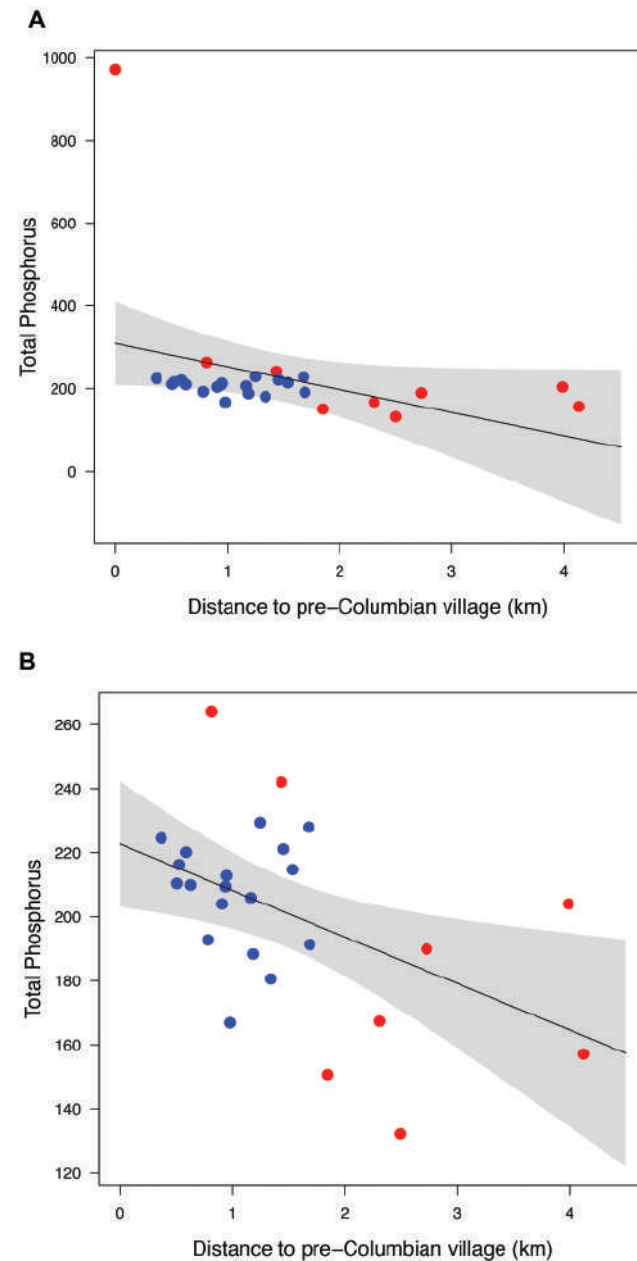 A
1000
800
600
400
200
0
Total Phosphorus
0 1 2 3 4
Distance to pre−Columbian village (km)
B
260
240
220
200
180
160
140
120
Total Phosphorus
0 1 2 3 4
Distance to pre−Columbian village (km)